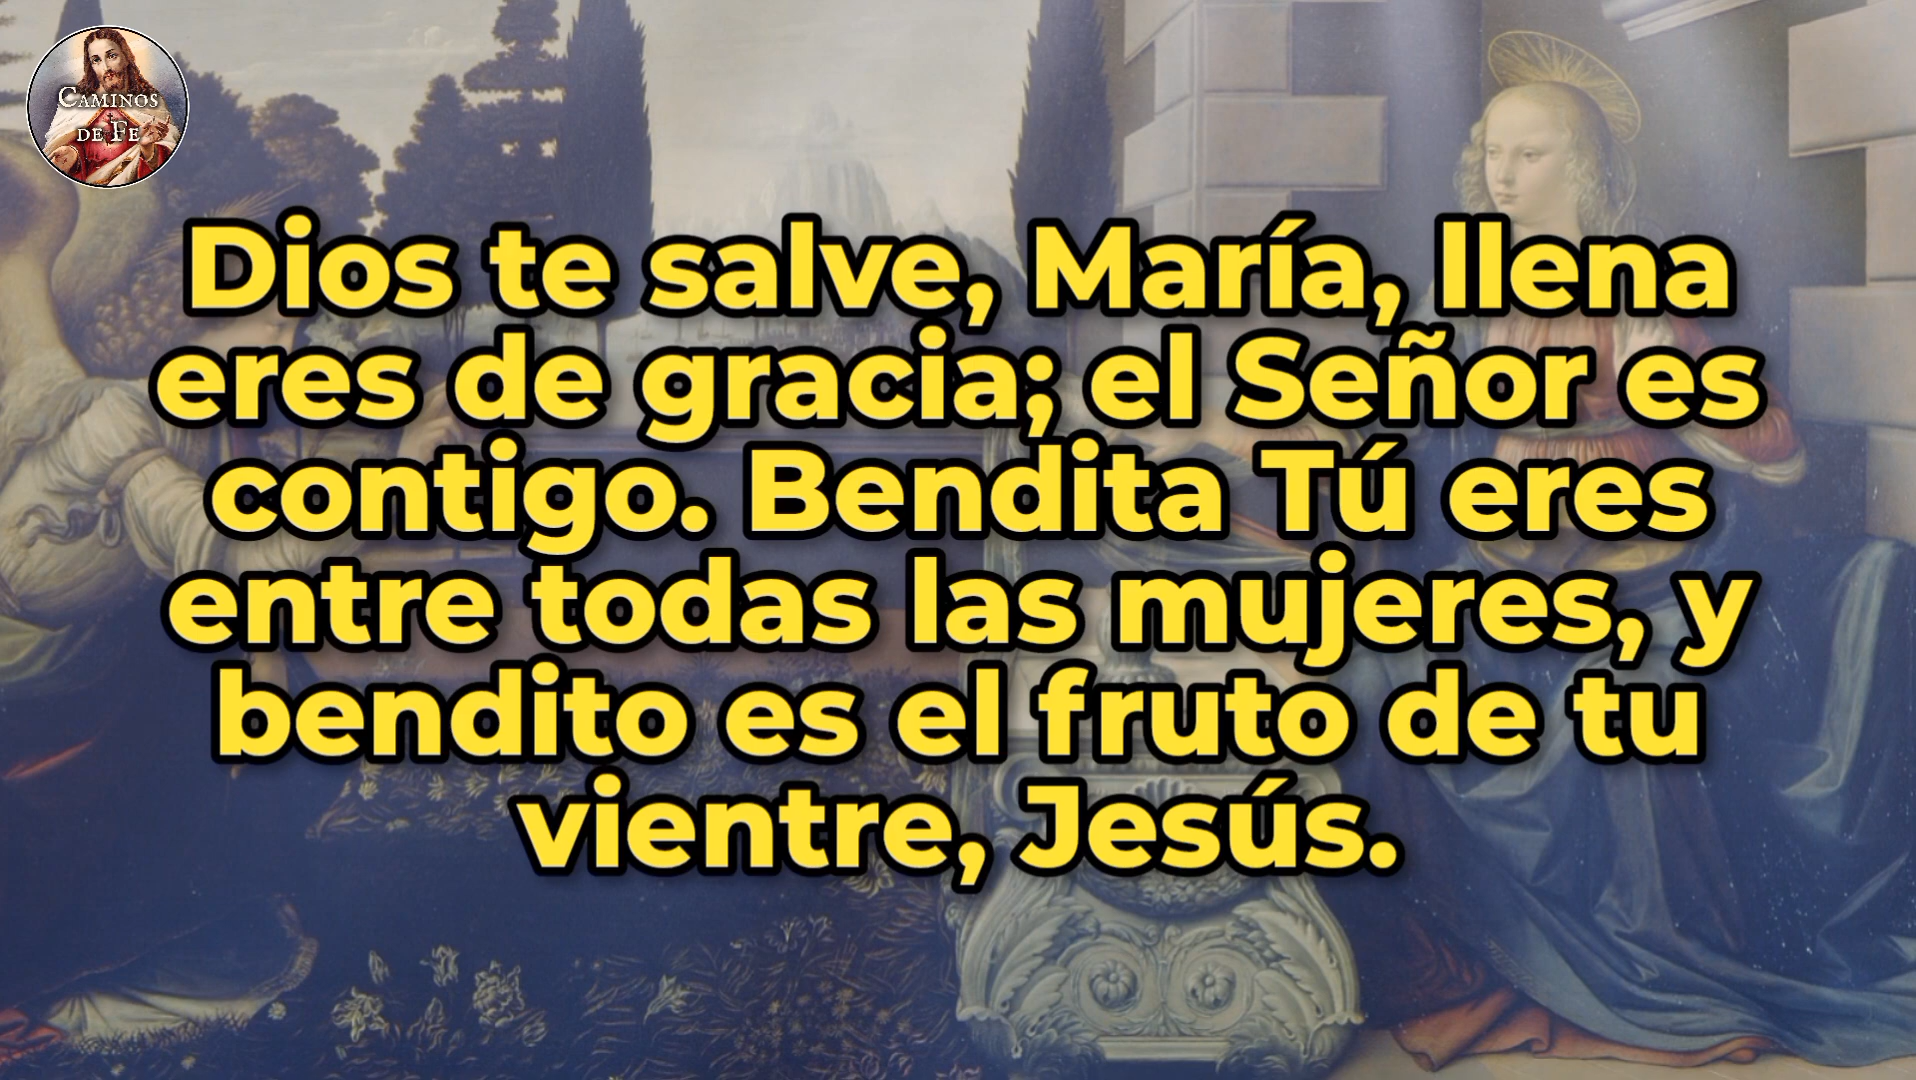 CAMINOS
DE FE
Dios te salve, María, llena
eres de gracia; el Señor es
contigo. Bendita Tú eres
entre todas las mujeres, y
bendito es el fruto de tu
vientre, Jesús.